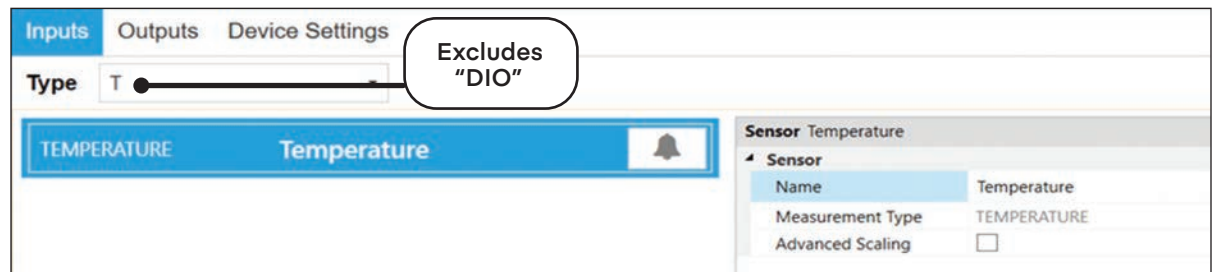 Inputs Outputs Device Settings
Excludes
"DIO"
Type T
TEMPERATURE Temperature
Sensor Temperature
Sensor
Name Temperature
Measurement Type TEMPERATURE
Advanced Scaling